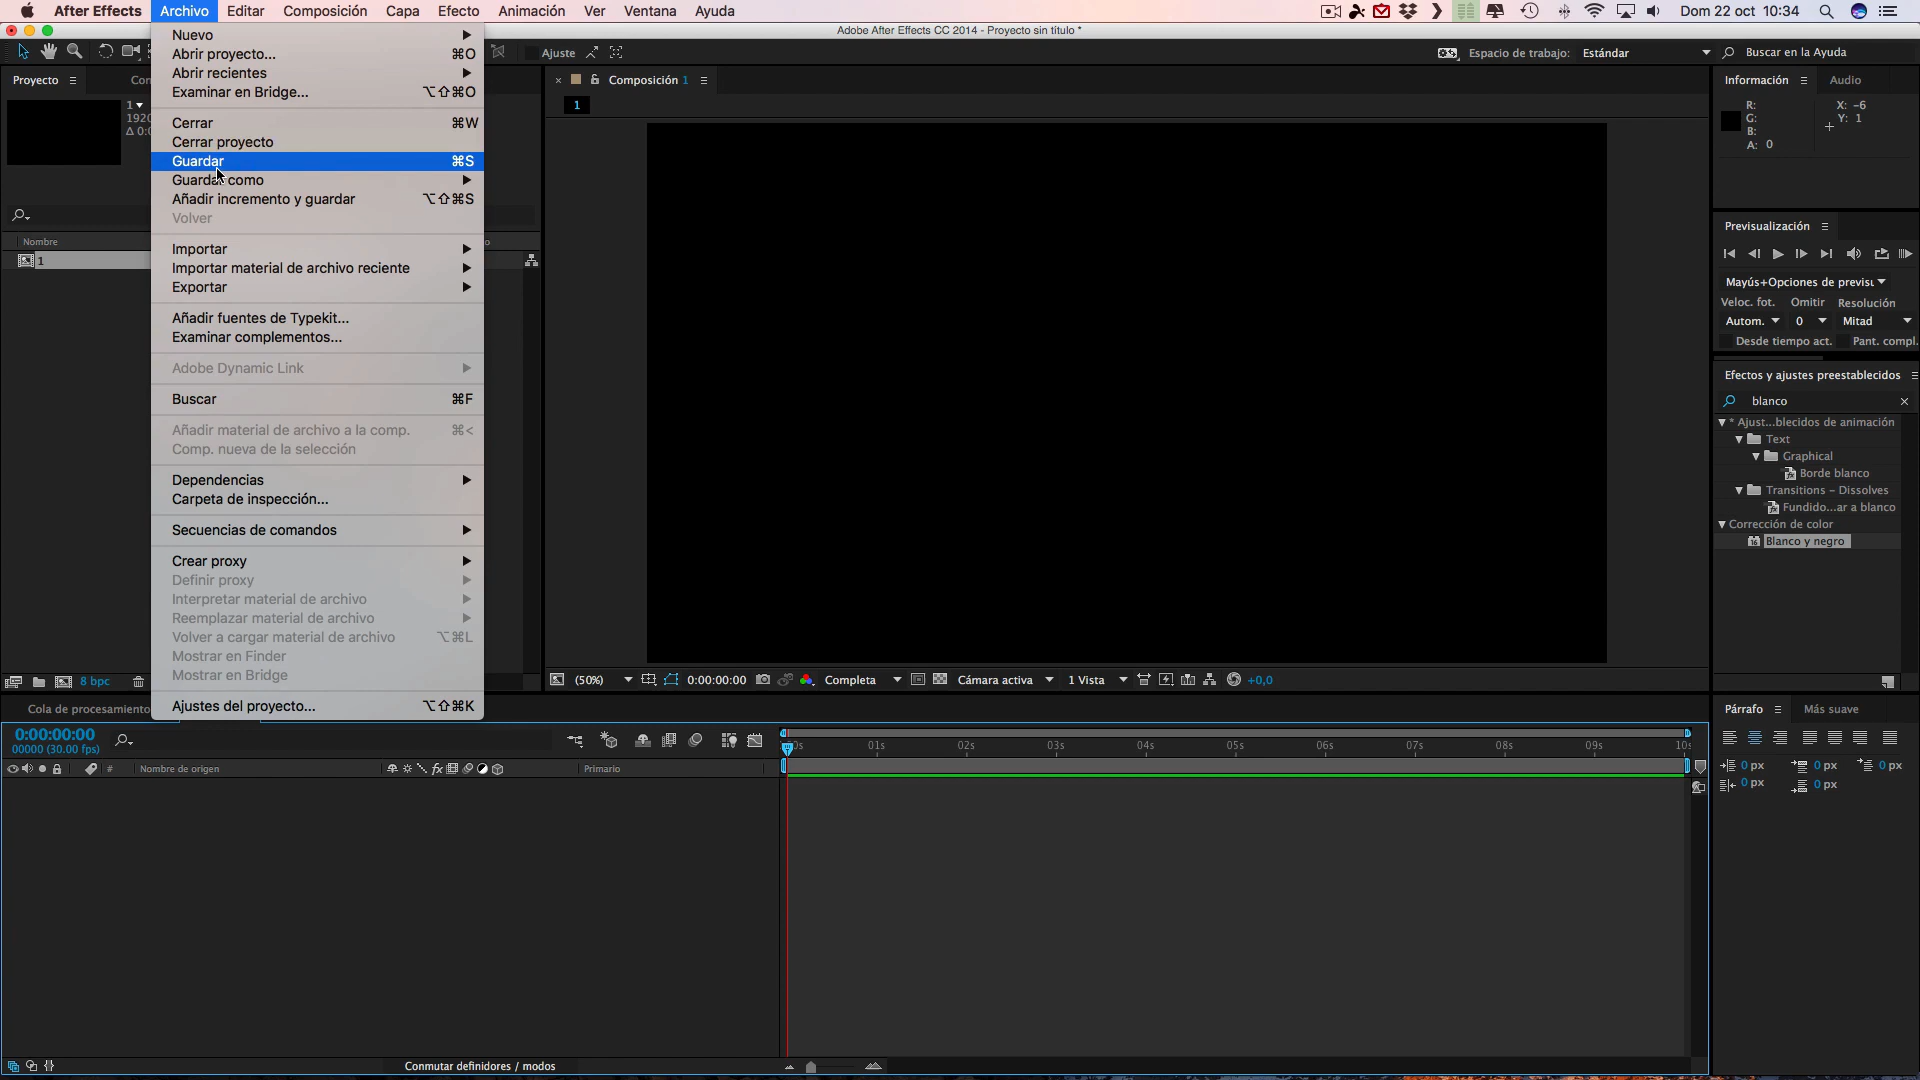 After Effects Archivo Editar Composición Capa Efecto Animación Ver Ventana Ayuda Dom 22 oct 10:34
Adobe After Effects CC 2014 - Proyecto sin título *
Ajuste Espacio de trabajo: Estándar Buscar en la Ayuda
Proyecto Con
Composición 1
1
1
1920
Δ 0:0
Nombre
1
8 bpc
Nuevo
Abrir proyecto... ⌘O
Abrir recientes
Examinar en Bridge... ⌥⇧⌘O
Cerrar ⌘W
Cerrar proyecto
Guardar ⌘S
Guardar como
Añadir incremento y guardar ⌥⇧⌘S
Volver
Importar
Importar material de archivo reciente
Exportar
Añadir fuentes de Typekit...
Examinar complementos...
Adobe Dynamic Link
Buscar ⌘F
Añadir material de archivo a la comp. ⌘<
Comp. nueva de la selección
Dependencias
Carpeta de inspección...
Secuencias de comandos
Crear proxy
Definir proxy
Interpretar material de archivo
Reemplazar material de archivo
Volver a cargar material de archivo ⌥⌘L
Mostrar en Finder
Mostrar en Bridge
Ajustes del proyecto... ⌥⇧⌘K
(50%) 0:00:00:00 Completa Cámara activa 1 Vista +0,0
Información Audio
R: X: -6
G: Y: 1
B:
A: 0
Previsualización
Mayús+Opciones de previsu
Veloc. fot. Omitir Resolución
Autom. 0 Mitad
Desde tiempo act. Pant. compl.
Efectos y ajustes preestablecidos
blanco
* Ajust...blecidos de animación
Text
Graphical
Borde blanco
Transitions - Dissolves
Fundido...ar a blanco
Corrección de color
Blanco y negro
Párrafo Más suave
0 px 0 px 0 px
0 px 0 px
Cola de procesamiento
0:00:00:00
00000 (30.00 fps)
# Nombre de origen Primario
01s 02s 03s 04s 05s 06s 07s 08s 09s 10s
Conmutar definidores / modos